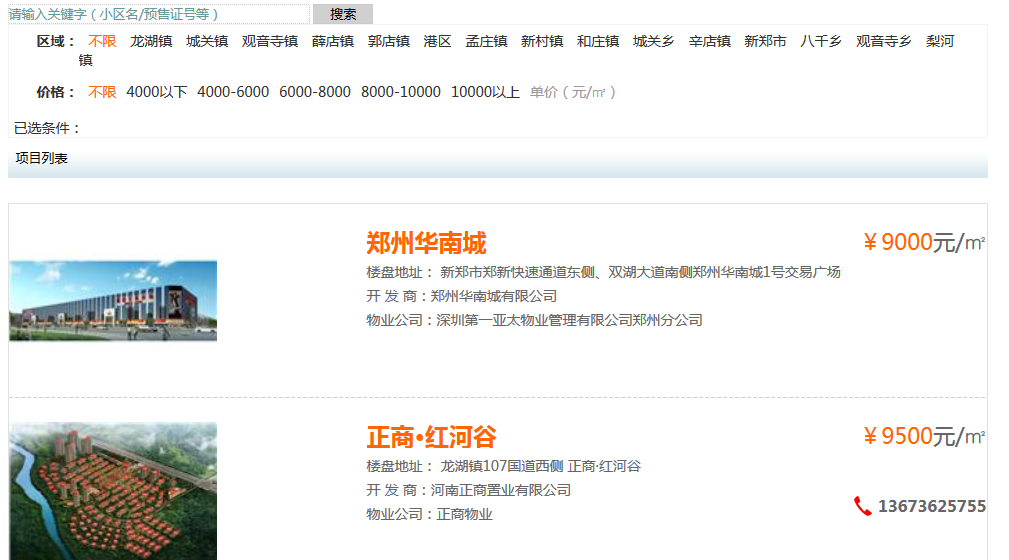 请输入关键字（小区名/预售证号等）
搜索
区域： 不限 龙湖镇 城关镇 观音寺镇 薛店镇 郭店镇 港区 孟庄镇 新村镇 和庄镇 城关乡 辛店镇 新郑市 八千乡 观音寺乡 梨河
镇
价格： 不限 4000以下 4000-6000 6000-8000 8000-10000 10000以上 单价（元/㎡）
已选条件：
项目列表
郑州华南城
￥9000元/㎡
楼盘地址： 新郑市郑新快速通道东侧、双湖大道南侧郑州华南城1号交易广场
开 发 商：郑州华南城有限公司
物业公司：深圳第一亚太物业管理有限公司郑州分公司
正商·红河谷
￥9500元/㎡
楼盘地址： 龙湖镇107国道西侧 正商·红河谷
开 发 商：河南正商置业有限公司
13673625755
物业公司：正商物业